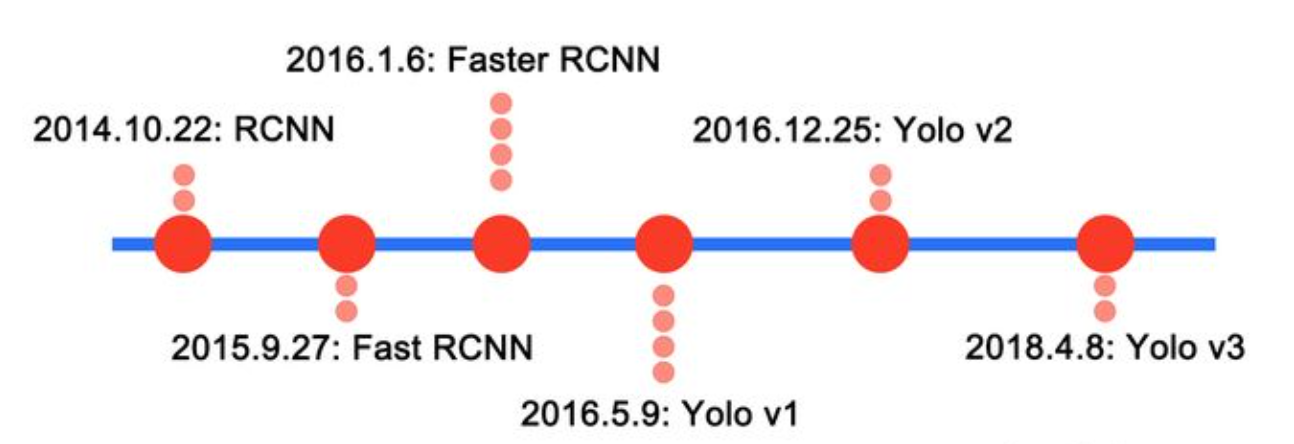 2016.1.6: Faster RCNN
2014.10.22: RCNN
2016.12.25: Yolo v2
2015.9.27: Fast RCNN
2018.4.8: Yolo v3
2016.5.9: Yolo v1